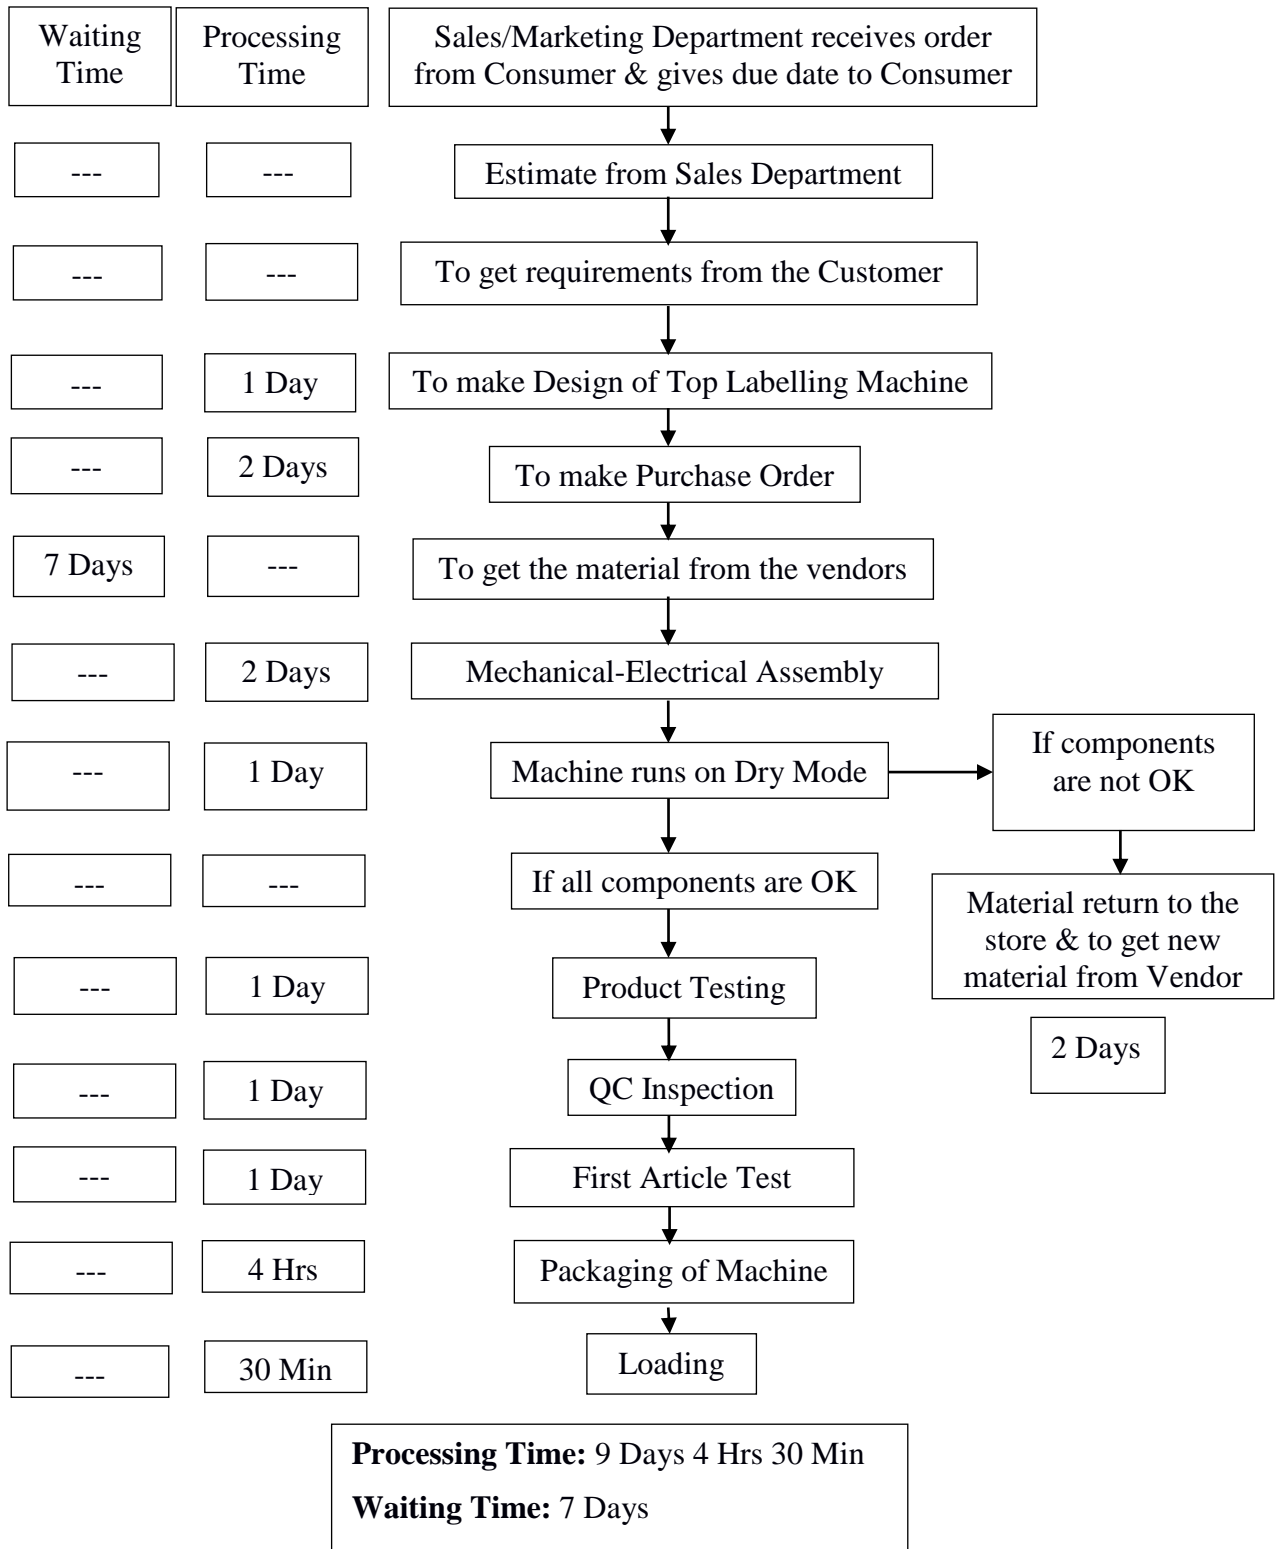 Waiting
Time
Processing
Time
Sales/Marketing Department receives order
from Consumer & gives due date to Consumer
---
---
Estimate from Sales Department
---
---
To get requirements from the Customer
---
1 Day
To make Design of Top Labelling Machine
---
2 Days
To make Purchase Order
7 Days
---
To get the material from the vendors
---
2 Days
Mechanical-Electrical Assembly
---
1 Day
Machine runs on Dry Mode
If components
are not OK
---
---
If all components are OK
Material return to the
store & to get new
material from Vendor
---
1 Day
Product Testing
2 Days
---
1 Day
QC Inspection
---
1 Day
First Article Test
---
4 Hrs
Packaging of Machine
---
30 Min
Loading
Processing Time: 9 Days 4 Hrs 30 Min
Waiting Time: 7 Days